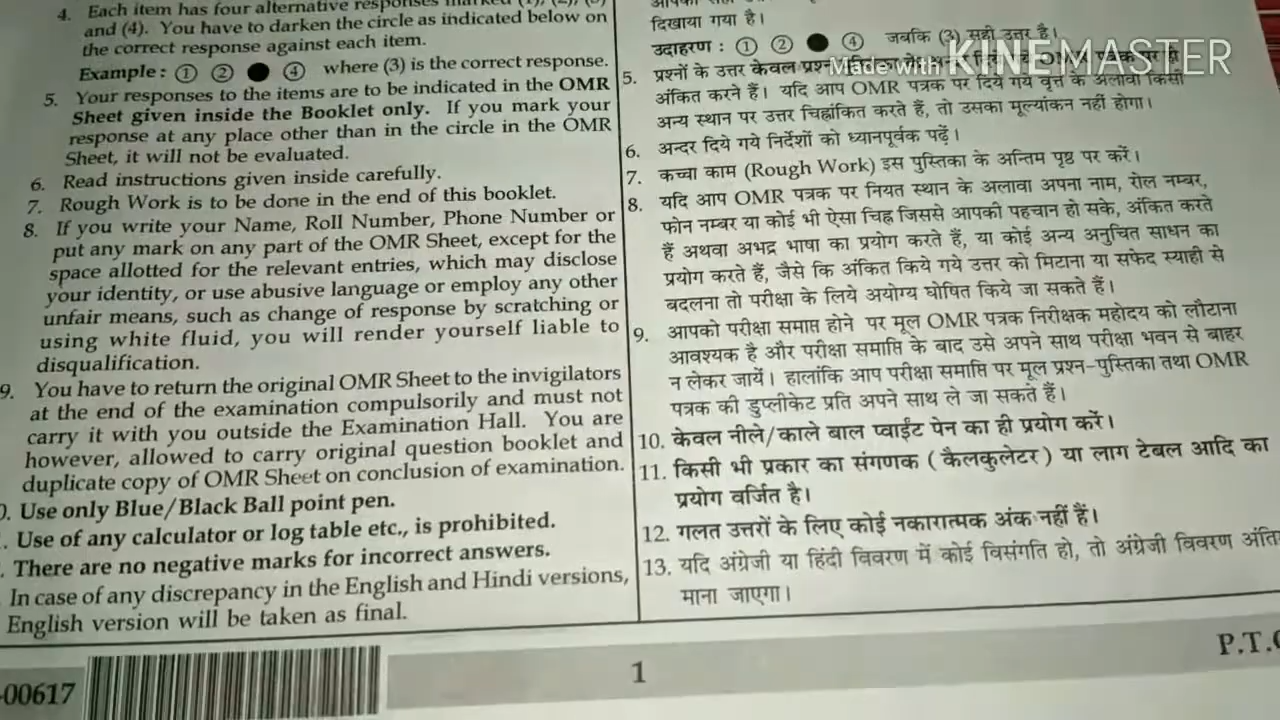 4. Each item has four alternative responses marked (1), (2), (3)
and (4). You have to darken the circle as indicated below on
the correct response against each item.
Example : ① ② ● ④ where (3) is the correct response.
5. Your responses to the items are to be indicated in the OMR
Sheet given inside the Booklet only. If you mark your
response at any place other than in the circle in the OMR
Sheet, it will not be evaluated.
6. Read instructions given inside carefully.
7. Rough Work is to be done in the end of this booklet.
8. If you write your Name, Roll Number, Phone Number or
put any mark on any part of the OMR Sheet, except for the
space allotted for the relevant entries, which may disclose
your identity, or use abusive language or employ any other
unfair means, such as change of response by scratching or
using white fluid, you will render yourself liable to
disqualification.
9. You have to return the original OMR Sheet to the invigilators
at the end of the examination compulsorily and must not
carry it with you outside the Examination Hall. You are
however, allowed to carry original question booklet and
duplicate copy of OMR Sheet on conclusion of examination.
0. Use only Blue/Black Ball point pen.
. Use of any calculator or log table etc., is prohibited.
. There are no negative marks for incorrect answers.
In case of any discrepancy in the English and Hindi versions,
English version will be taken as final.
दिखाया गया है।
उदाहरण : ① ② ● ④ जबकि (3) सही उत्तर है।
5. प्रश्नों के उत्तर केवल
अंकित करने हैं। यदि आप OMR पत्रक पर दिये गये वृत्त के अलावा किसी
अन्य स्थान पर उत्तर चिह्नांकित करते हैं, तो उसका मूल्यांकन नहीं होगा।
6. अन्दर दिये गये निर्देशों को ध्यानपूर्वक पढ़ें।
7. कच्चा काम (Rough Work) इस पुस्तिका के अन्तिम पृष्ठ पर करें।
8. यदि आप OMR पत्रक पर नियत स्थान के अलावा अपना नाम, रोल नम्बर,
फोन नम्बर या कोई भी ऐसा चिह्न जिससे आपकी पहचान हो सके, अंकित करते
हैं अथवा अभद्र भाषा का प्रयोग करते हैं, या कोई अन्य अनुचित साधन का
प्रयोग करते हैं, जैसे कि अंकित किये गये उत्तर को मिटाना या सफेद स्याही से
बदलना तो परीक्षा के लिये अयोग्य घोषित किये जा सकते हैं।
9. आपको परीक्षा समाप्त होने पर मूल OMR पत्रक निरीक्षक महोदय को लौटाना
आवश्यक है और परीक्षा समाप्ति के बाद उसे अपने साथ परीक्षा भवन से बाहर
न लेकर जायें। हालांकि आप परीक्षा समाप्ति पर मूल प्रश्न-पुस्तिका तथा OMR
पत्रक की डुप्लीकेट प्रति अपने साथ ले जा सकते हैं।
10. केवल नीले/काले बाल प्वाईंट पेन का ही प्रयोग करें।
11. किसी भी प्रकार का संगणक (कैलकुलेटर) या लाग टेबल आदि का
प्रयोग वर्जित है।
12. गलत उत्तरों के लिए कोई नकारात्मक अंक नहीं हैं।
13. यदि अंग्रेजी या हिंदी विवरण में कोई विसंगति हो, तो अंग्रेजी विवरण अंति
माना जाएगा।
Made with KINEMASTER
-00617
1
P.T.O